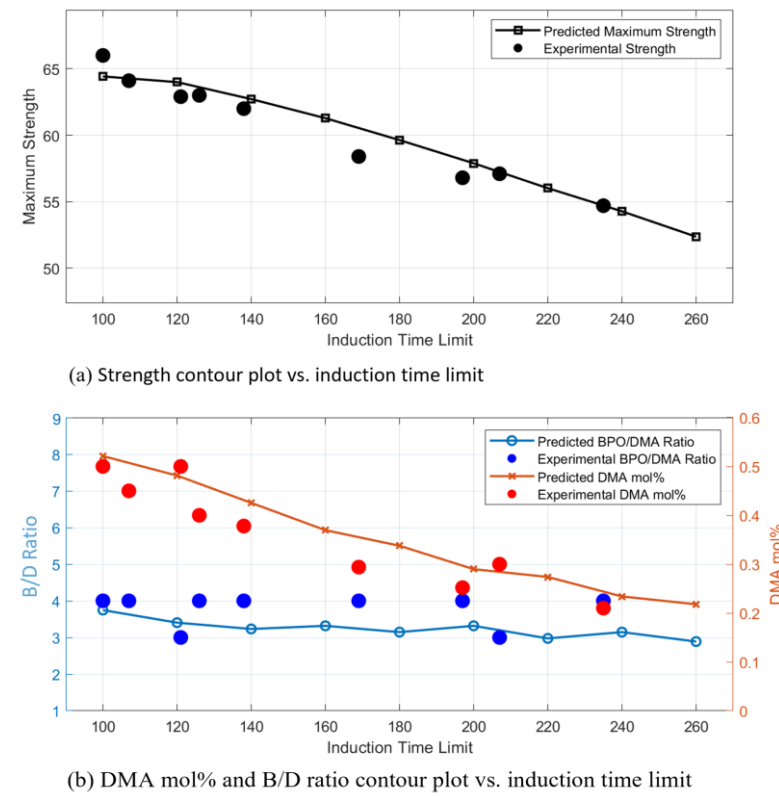 Predicted Maximum Strength
Experimental Strength
65
60
55
50
Maximum Strength
100 120 140 160 180 200 220 240 260
Induction Time Limit
(a) Strength contour plot vs. induction time limit
9
8
7
6
5
4
3
2
1
B/D Ratio
Predicted BPO/DMA Ratio
Experimental BPO/DMA Ratio
Predicted DMA mol%
Experimental DMA mol%
0.6
0.5
0.4
0.3
0.2
0.1
0
DMA mol%
100 120 140 160 180 200 220 240 260
Induction Time Limit
(b) DMA mol% and B/D ratio contour plot vs. induction time limit